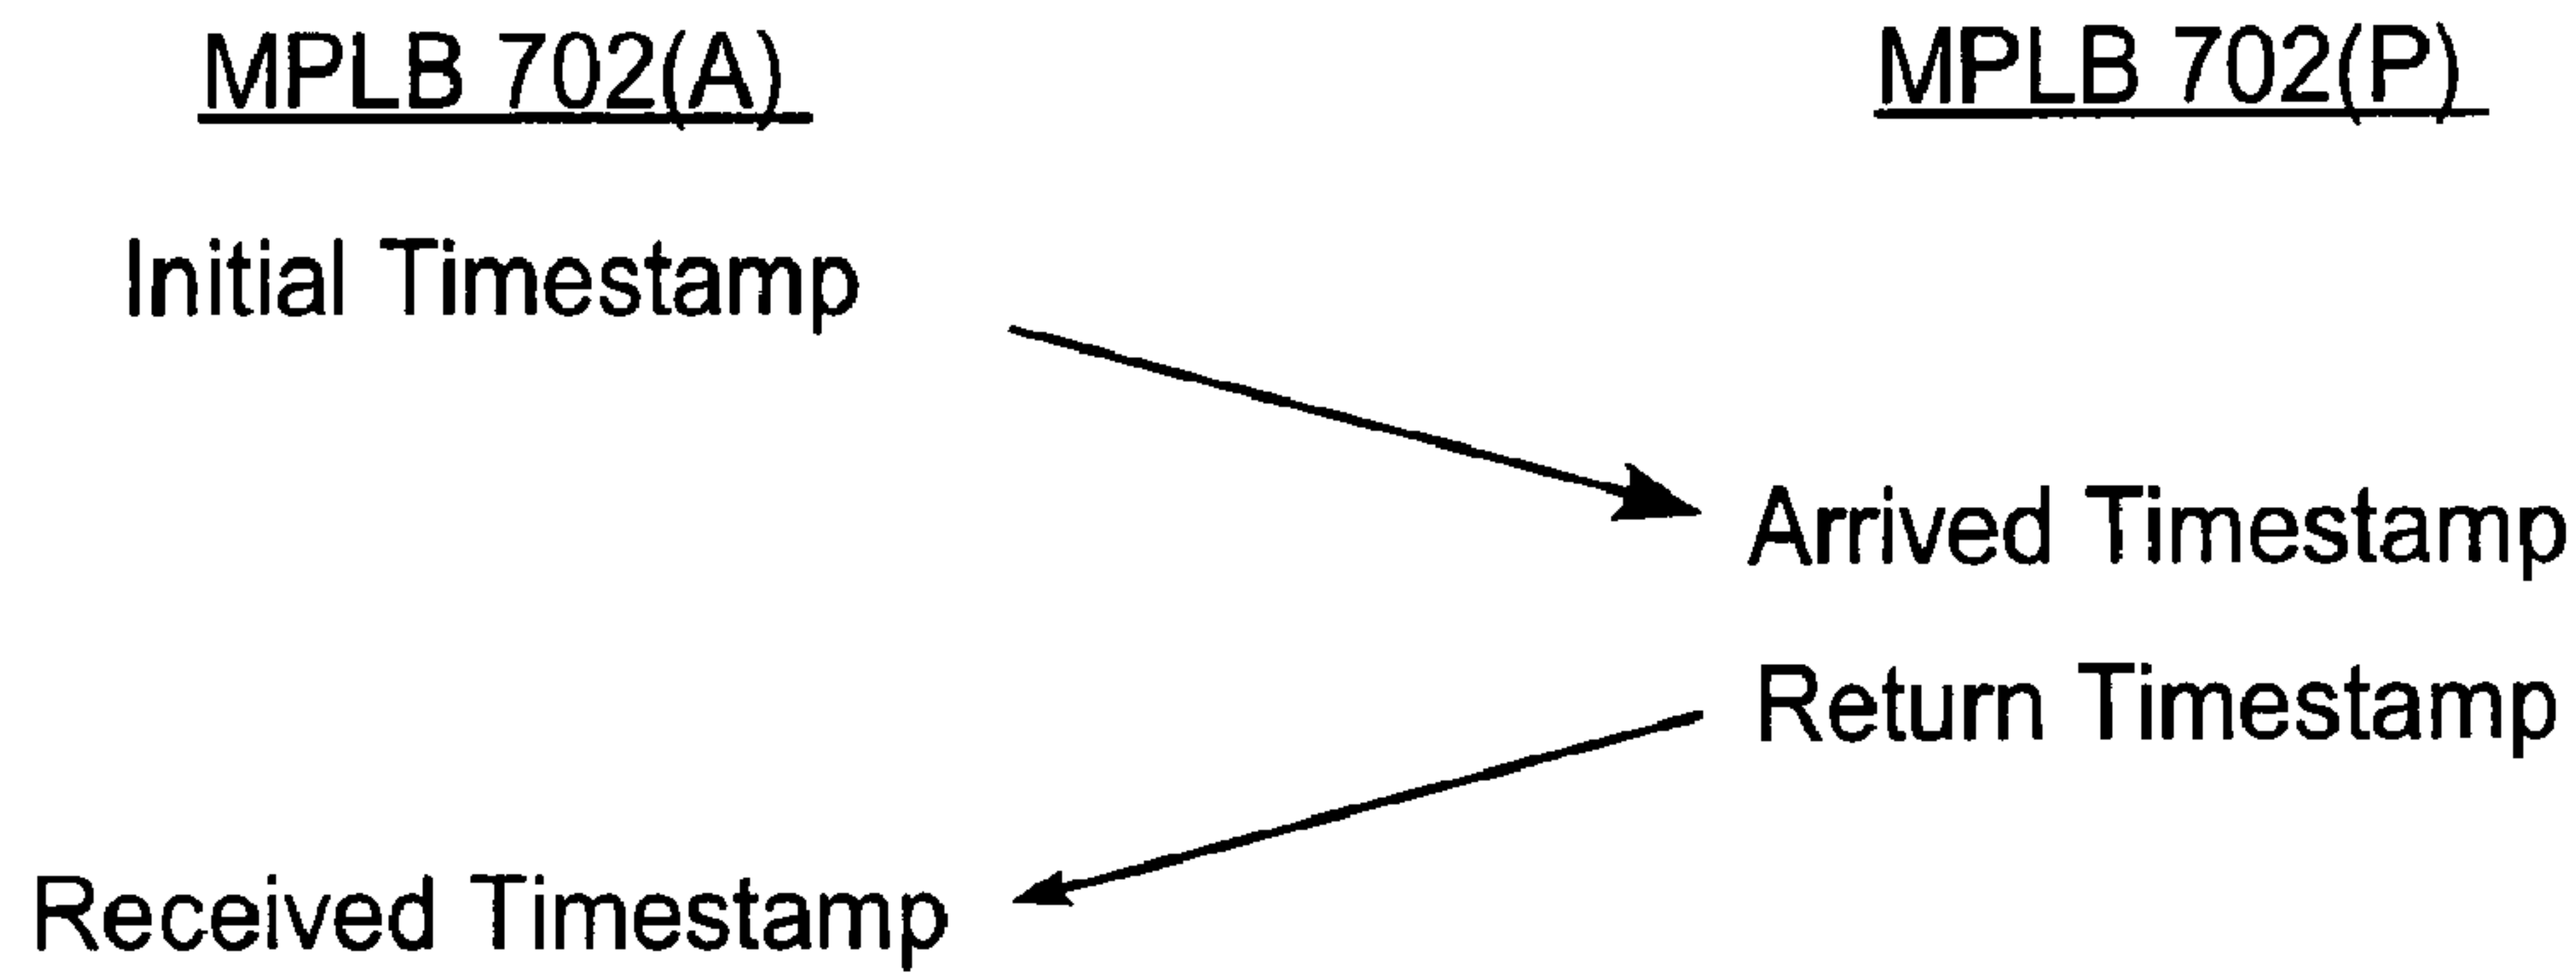 MPLB 702(A)
MPLB 702(P)
Initial Timestamp
Arrived Timestamp
Return Timestamp
Received Timestamp